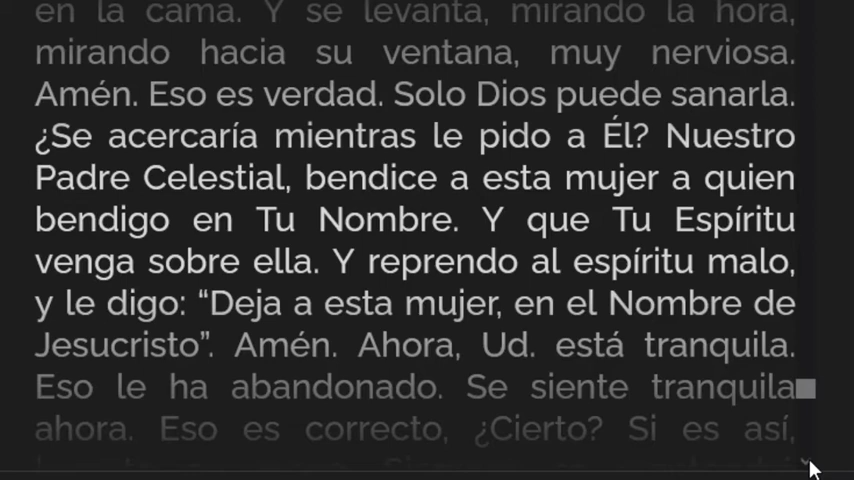 en la cama. Y se levanta, mirando la hora,
mirando hacia su ventana, muy nerviosa.
Amén. Eso es verdad. Solo Dios puede sanarla.
¿Se acercaría mientras le pido a Él? Nuestro
Padre Celestial, bendice a esta mujer a quien
bendigo en Tu Nombre. Y que Tu Espíritu
venga sobre ella. Y reprendo al espíritu malo,
y le digo: “Deja a esta mujer, en el Nombre de
Jesucristo”. Amén. Ahora, Ud. está tranquila.
Eso le ha abandonado. Se siente tranquila
ahora. Eso es correcto, ¿Cierto? Si es así,